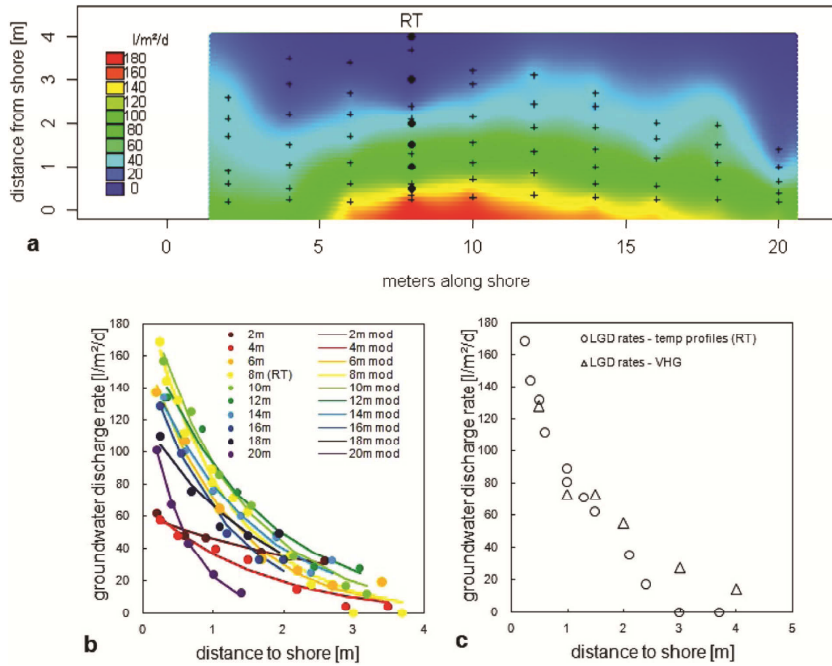 RT
l/m²/d
180
160
140
120
100
80
60
40
20
0
distance from shore [m]
4
3
2
1
0
0 5 10 15 20
meters along shore
a
groundwater discharge rate [l/m²/d]
180
160
140
120
100
80
60
40
20
0
2m 2m mod
4m 4m mod
6m 6m mod
8m (RT) 8m mod
10m 10m mod
12m 12m mod
14m 14m mod
16m 16m mod
18m 18m mod
20m 20m mod
0 1 2 3 4
distance to shore [m]
b
groundwater discharge rate [l/m²/d]
180
160
140
120
100
80
60
40
20
0
LGD rates - temp profiles (RT)
LGD rates - VHG
0 1 2 3 4 5
distance to shore [m]
c